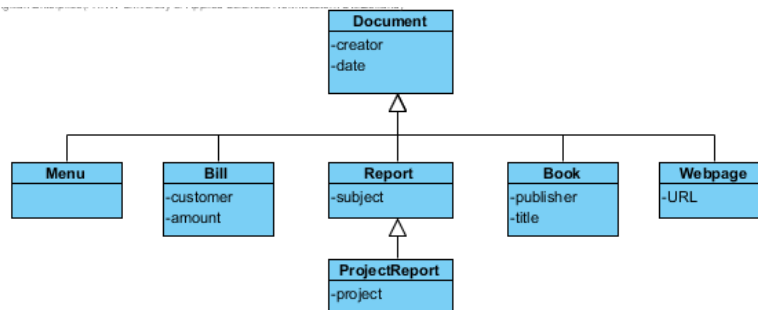 Document
-creator
-date
Menu
Bill
-customer
-amount
Report
-subject
Book
-publisher
-title
Webpage
-URL
ProjectReport
-project